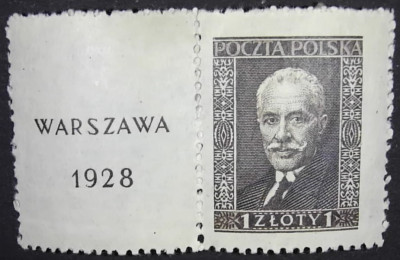 WARSZAWA
1928
POCZTA POLSKA
1 ZŁOTY 1